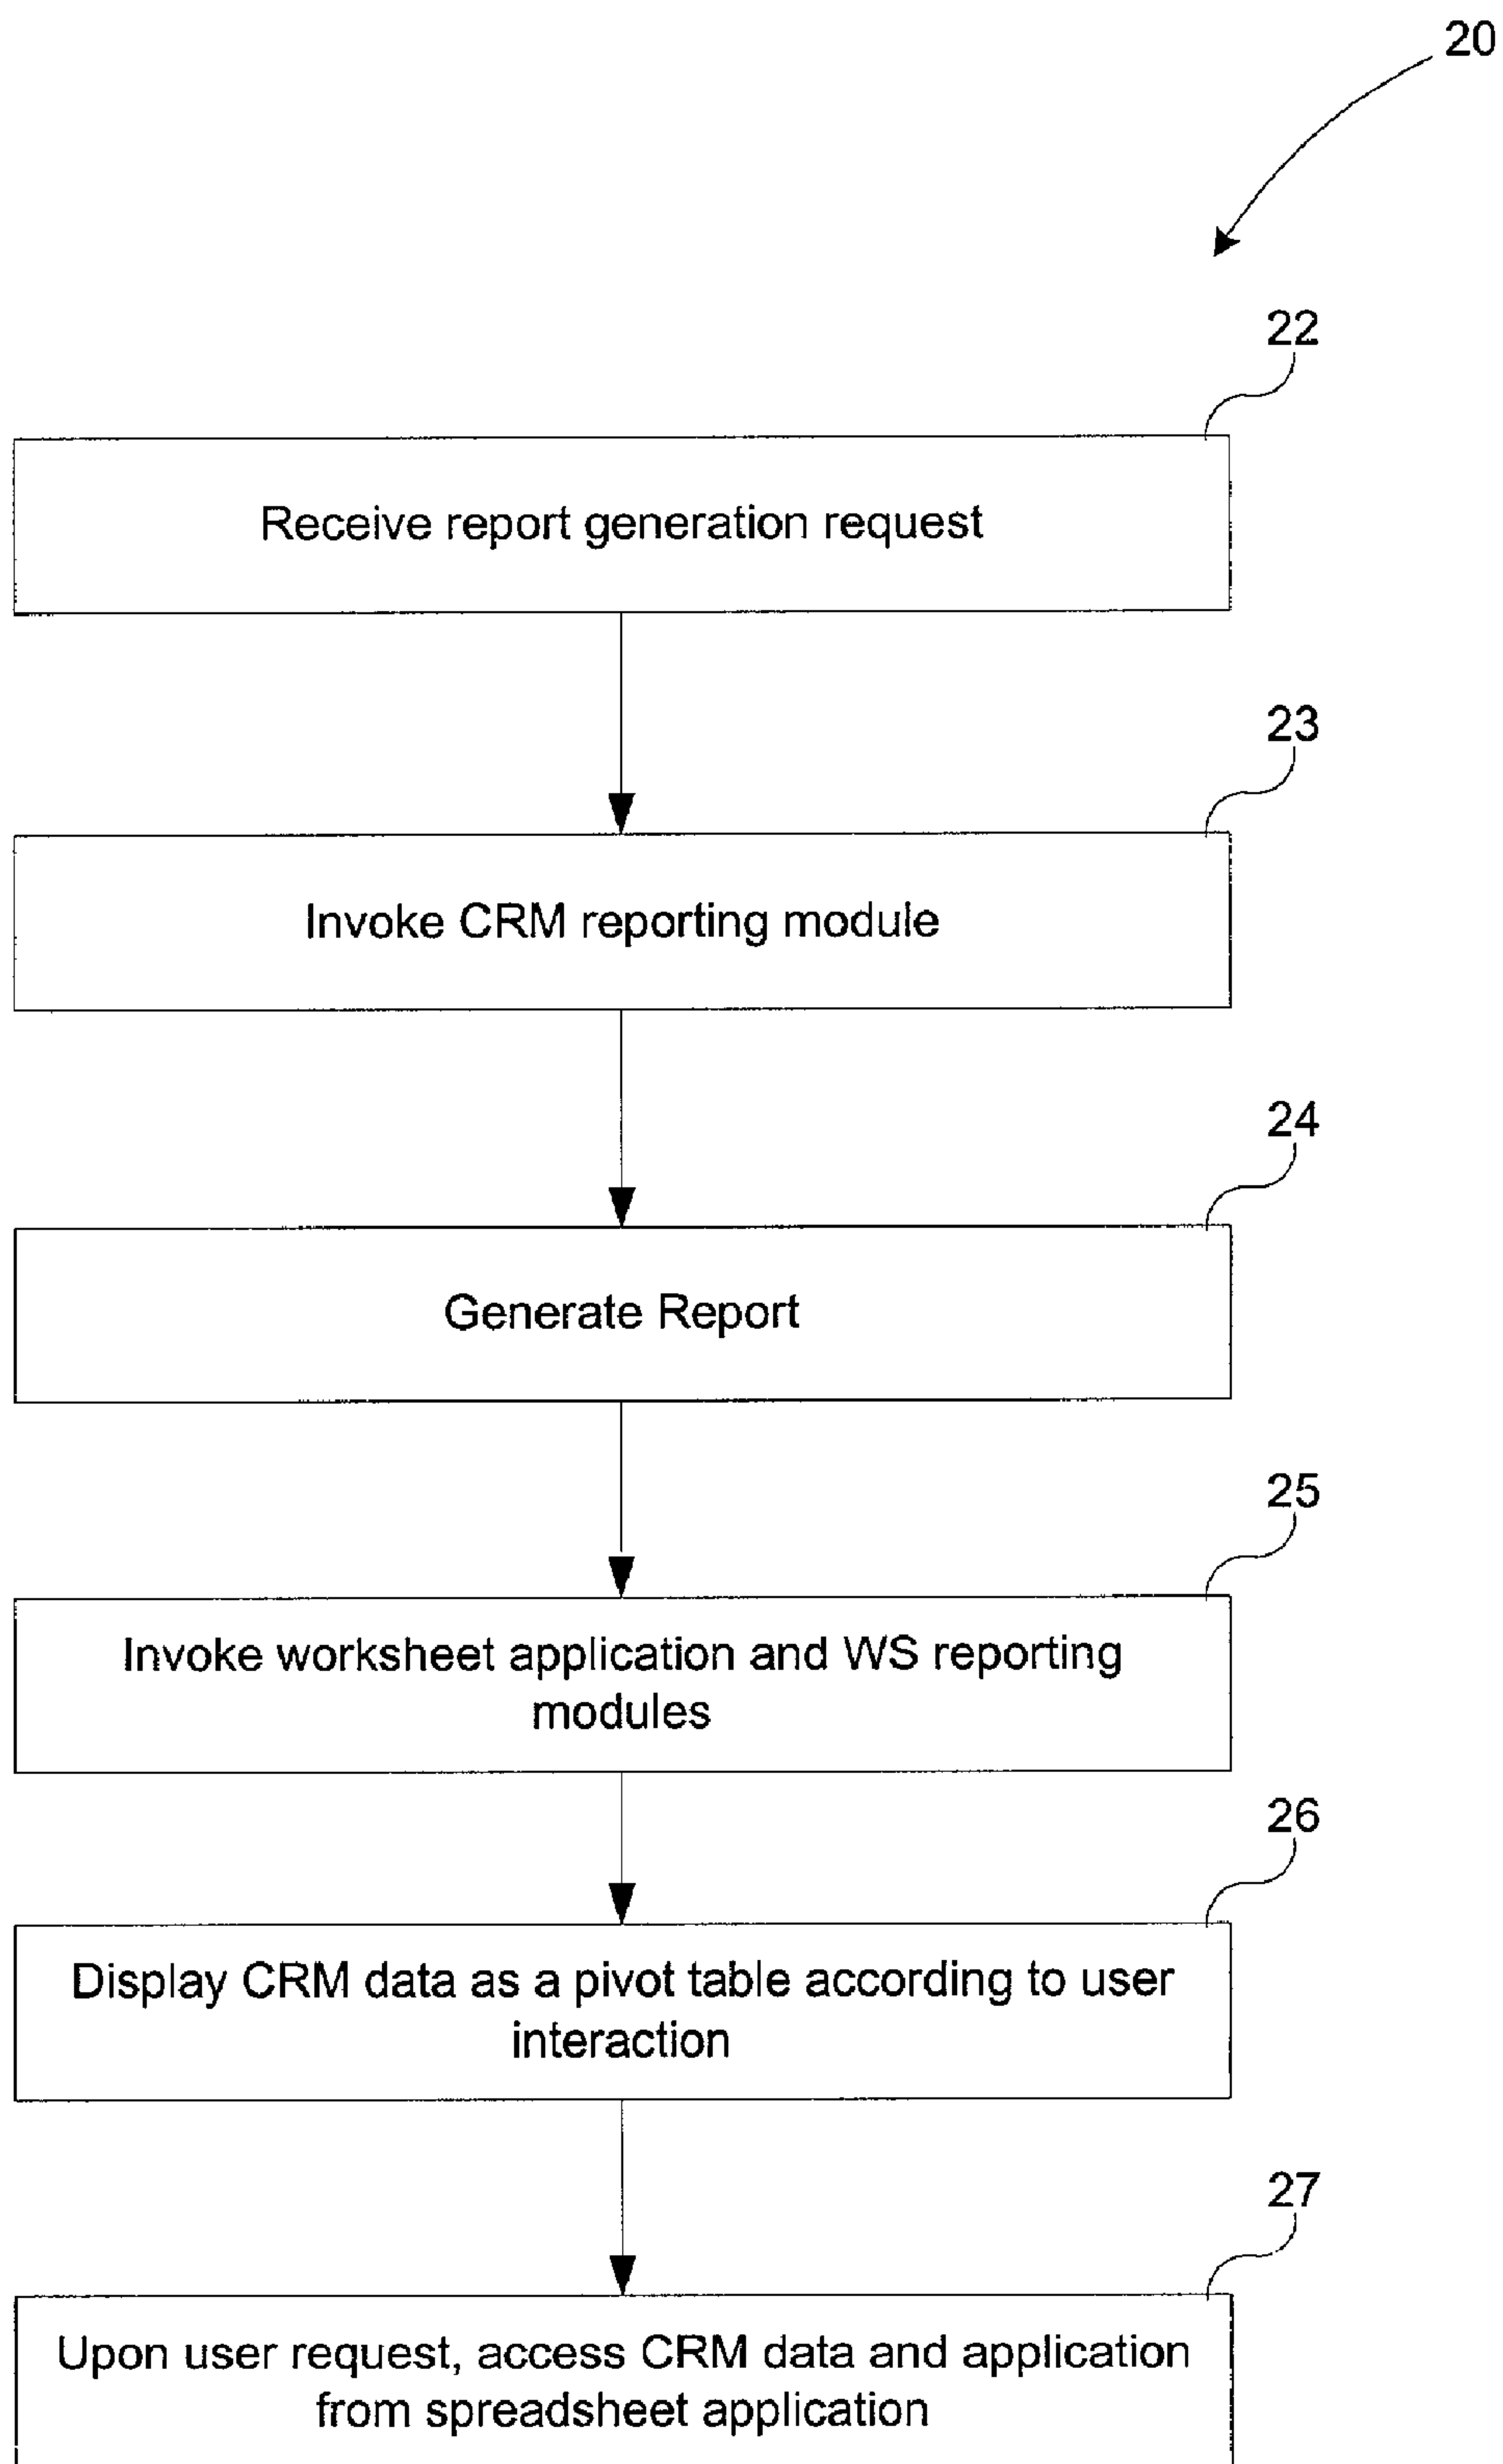 20
22
Receive report generation request
23
Invoke CRM reporting module
24
Generate Report
25
Invoke worksheet application and WS reporting
modules
26
Display CRM data as a pivot table according to user
interaction
27
Upon user request, access CRM data and application
from spreadsheet application